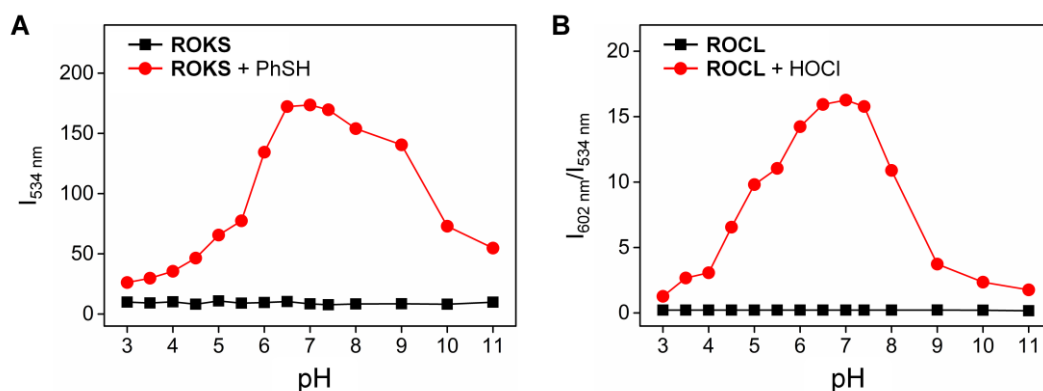 A
ROKS
ROKS + PhSH
I534 nm
200
150
100
50
0
3 4 5 6 7 8 9 10 11
pH
B
ROCL
ROCL + HOCl
I602 nm/I534 nm
20
15
10
5
0
3 4 5 6 7 8 9 10 11
pH